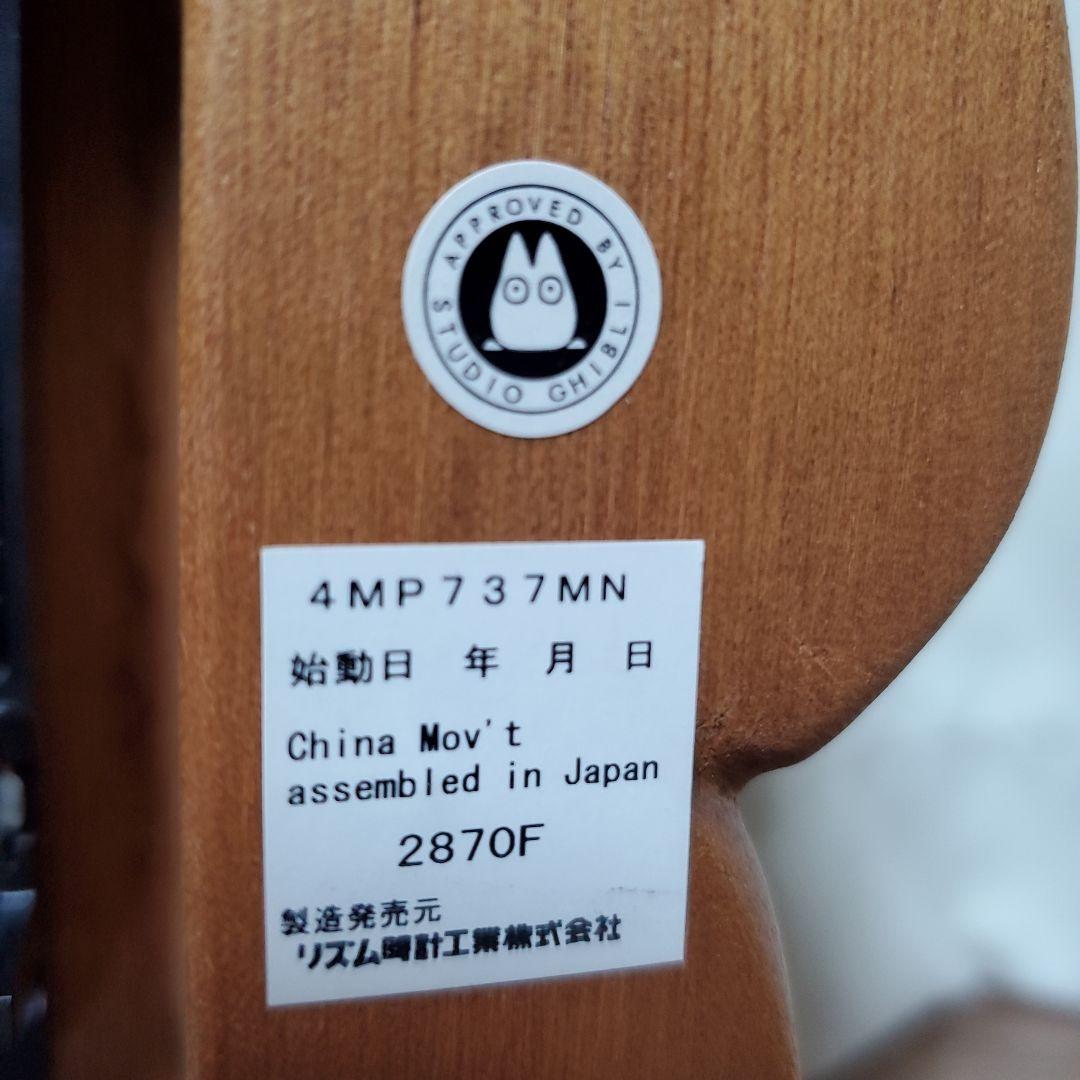 APPROVED BY
STUDIO GHIBLI
4MP737MN
始動日 年 月 日
China Mov't
assembled in Japan
2870F
製造発売元
リズム時計工業株式会社